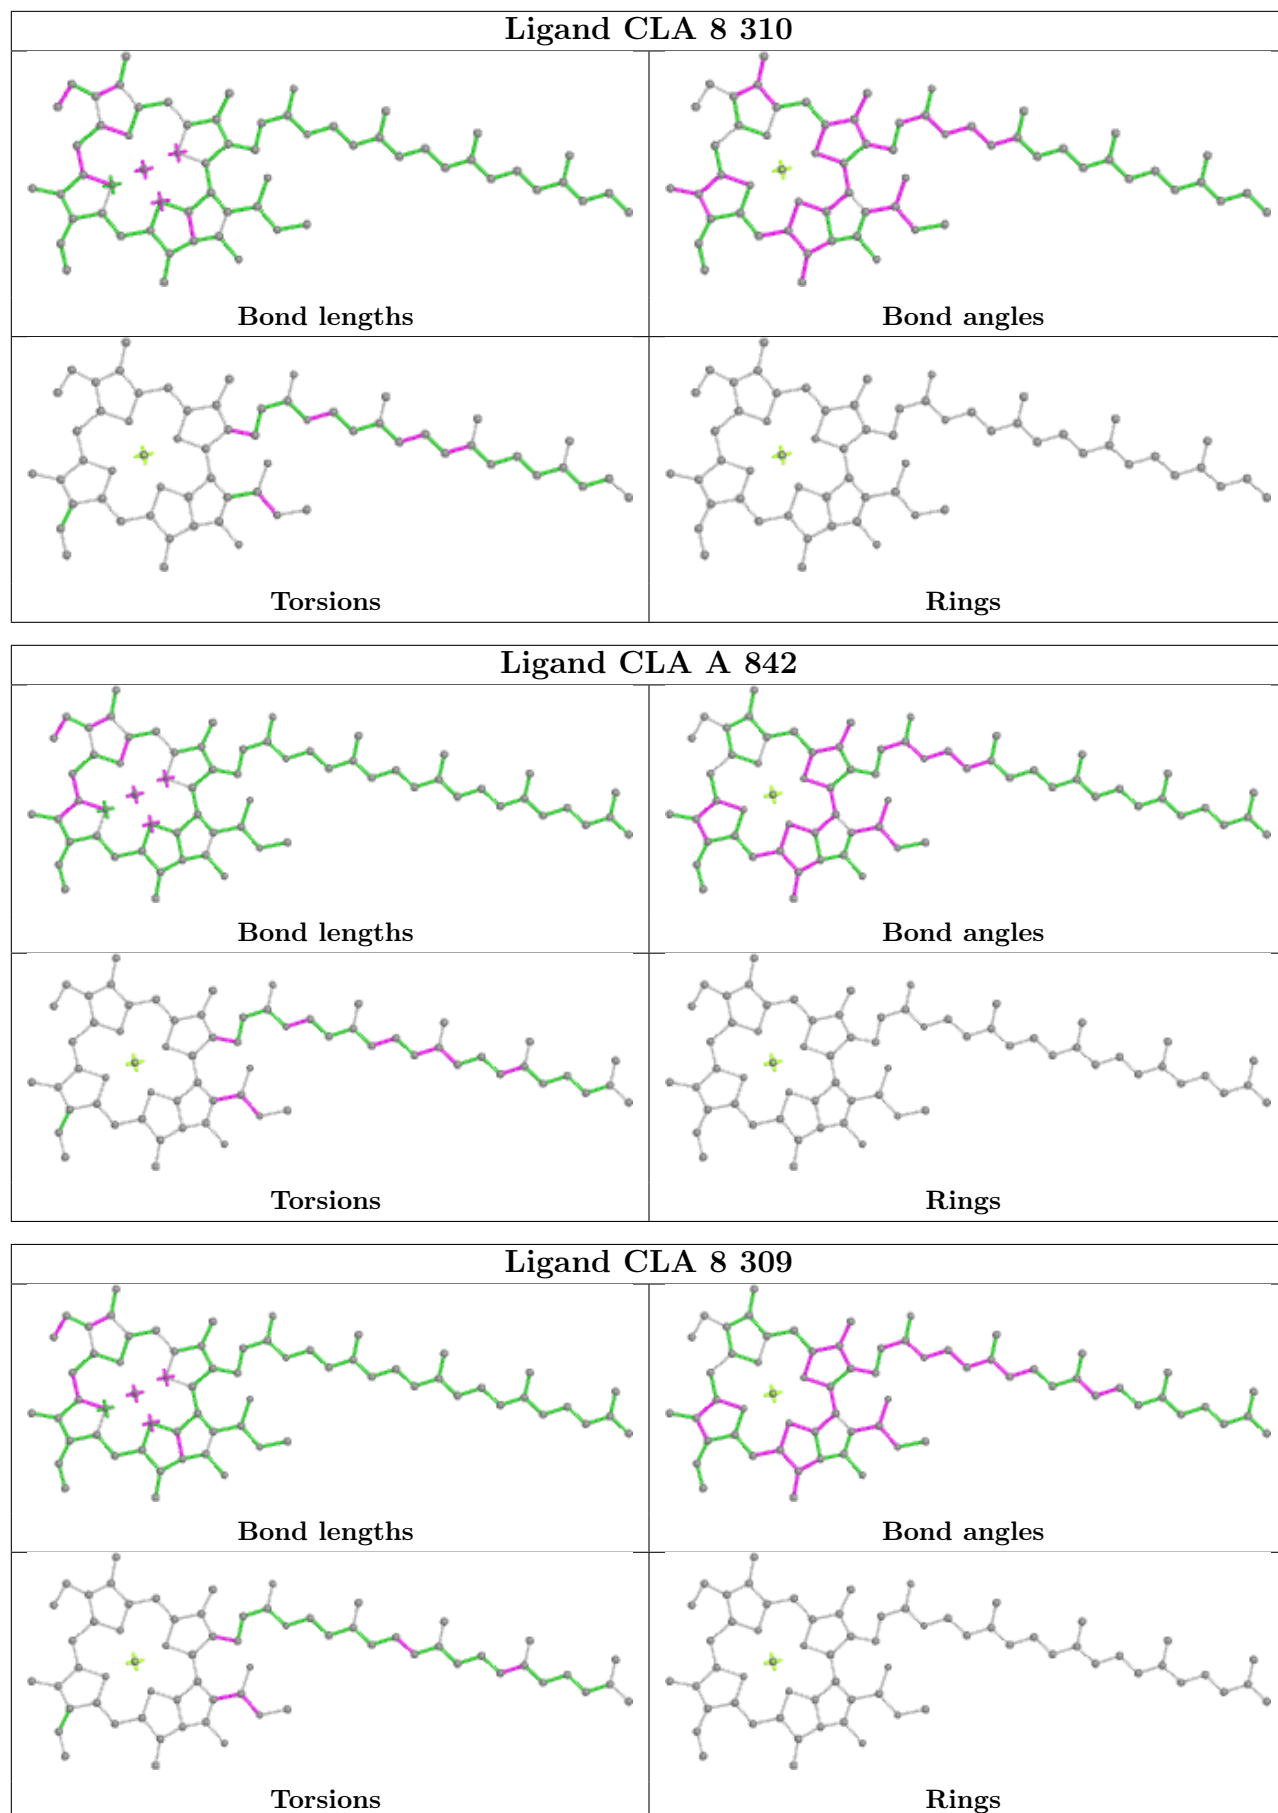 Ligand CLA 8 310
Bond lengths
Bond angles
Torsions
Rings
Ligand CLA A 842
Bond lengths
Bond angles
Torsions
Rings
Ligand CLA 8 309
Bond lengths
Bond angles
Torsions
Rings